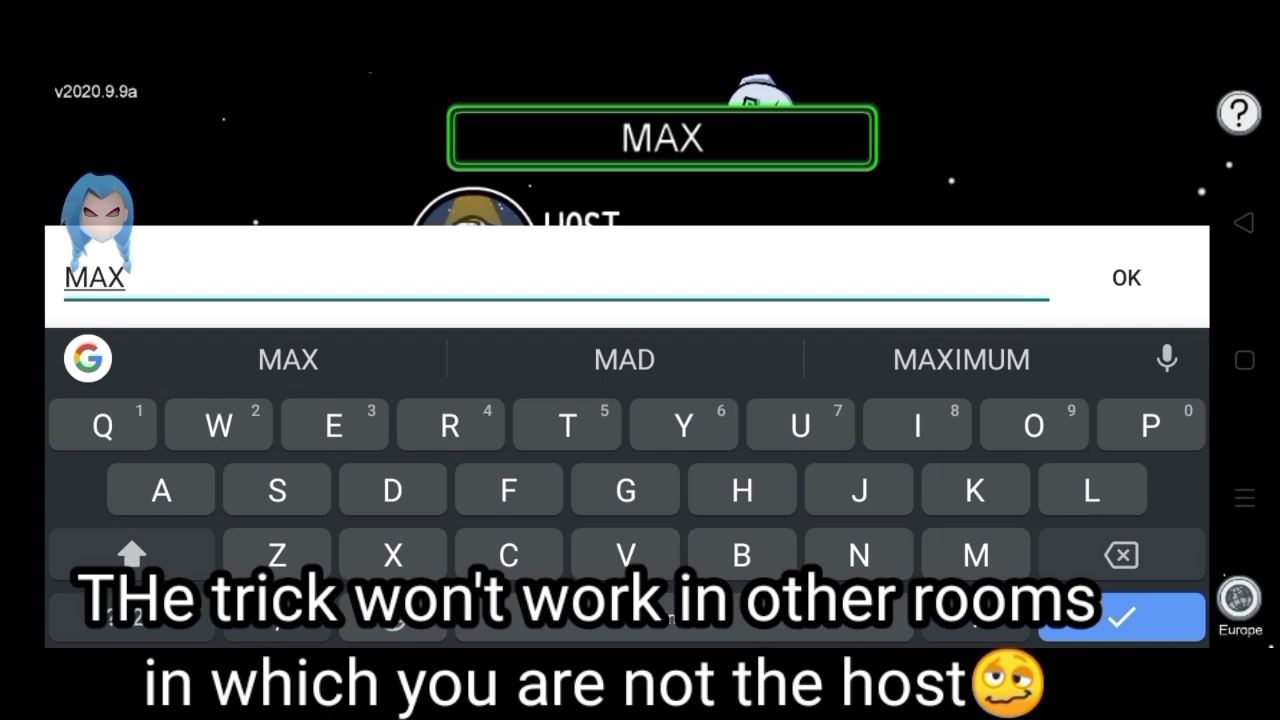 v2020.9.9a
MAX
HOST
MAX
OK
MAX MAD MAXIMUM
Q 1 W 2 E 3 R 4 T 5 Y 6 U 7 I 8 O 9 P 0
A S D F G H J K L
Z X C V B N M
THe trick won't work in other rooms
Europe
in which you are not the host🥴